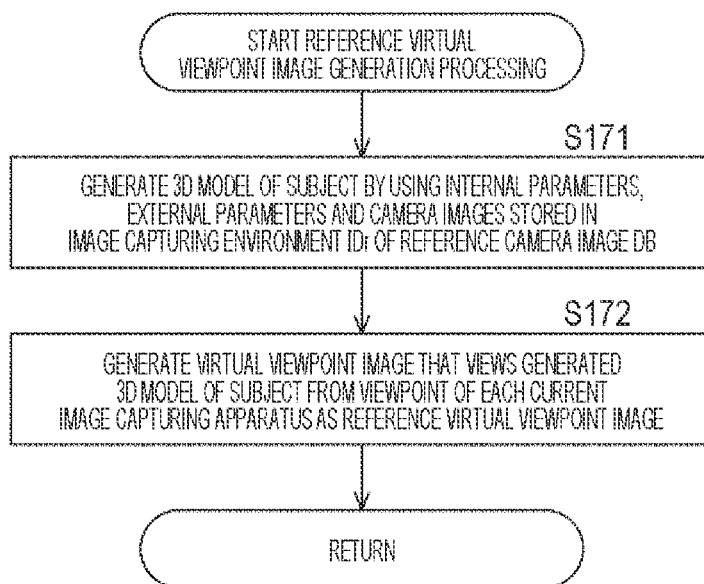 START REFERENCE VIRTUAL
VIEWPOINT IMAGE GENERATION PROCESSING
S171
GENERATE 3D MODEL OF SUBJECT BY USING INTERNAL PARAMETERS,
EXTERNAL PARAMETERS AND CAMERA IMAGES STORED IN
IMAGE CAPTURING ENVIRONMENT IDr OF REFERENCE CAMERA IMAGE DB
S172
GENERATE VIRTUAL VIEWPOINT IMAGE THAT VIEWS GENERATED
3D MODEL OF SUBJECT FROM VIEWPOINT OF EACH CURRENT
IMAGE CAPTURING APPARATUS AS REFERENCE VIRTUAL VIEWPOINT IMAGE
RETURN